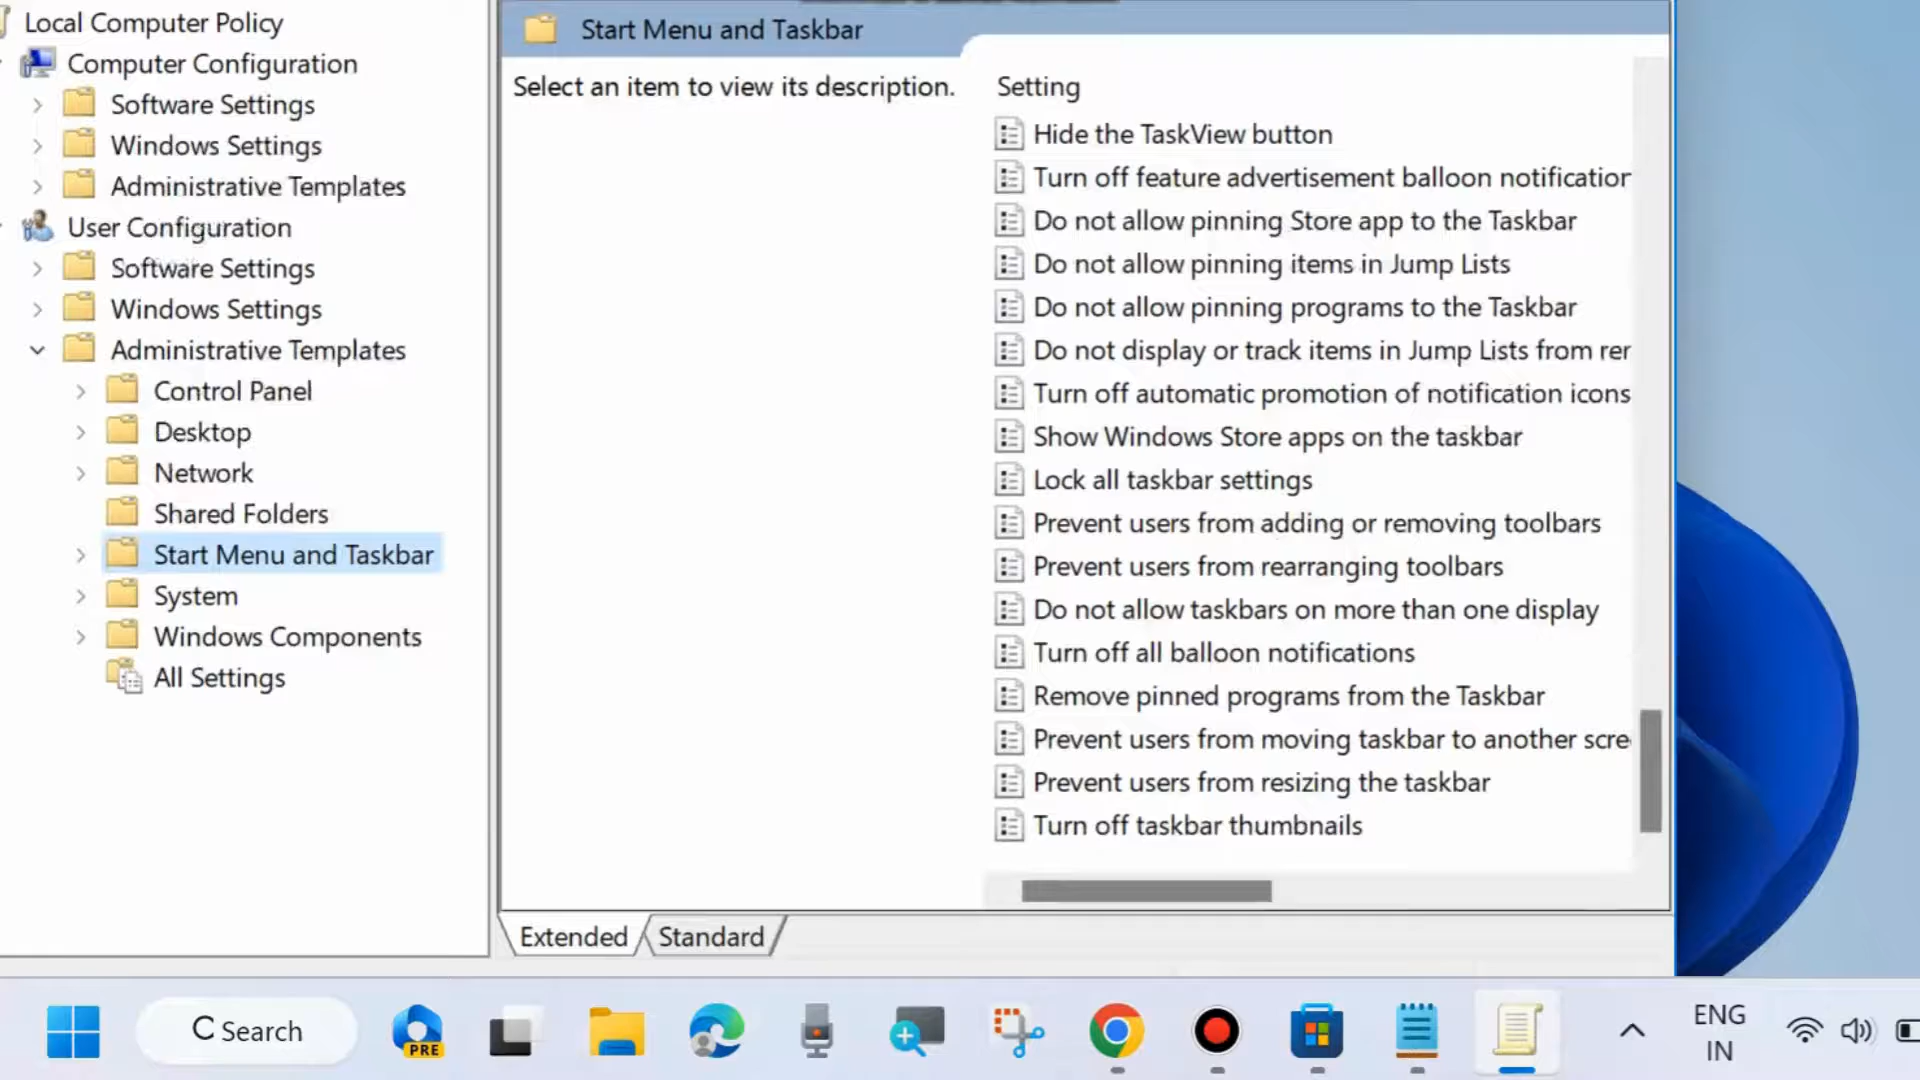 Local Computer Policy
Computer Configuration
Software Settings
Windows Settings
Administrative Templates
User Configuration
Software Settings
Windows Settings
Administrative Templates
Control Panel
Desktop
Network
Shared Folders
Start Menu and Taskbar
System
Windows Components
All Settings
Start Menu and Taskbar
Select an item to view its description.
Setting
Hide the TaskView button
Turn off feature advertisement balloon notification
Do not allow pinning Store app to the Taskbar
Do not allow pinning items in Jump Lists
Do not allow pinning programs to the Taskbar
Do not display or track items in Jump Lists from
Turn off automatic promotion of notification icons
Show Windows Store apps on the taskbar
Lock all taskbar settings
Prevent users from adding or removing toolbars
Prevent users from rearranging toolbars
Do not allow taskbars on more than one display
Turn off all balloon notifications
Remove pinned programs from the Taskbar
Prevent users from moving taskbar to another scre
Prevent users from resizing the taskbar
Turn off taskbar thumbnails
Extended
Standard
Search
PRE
ENG
IN